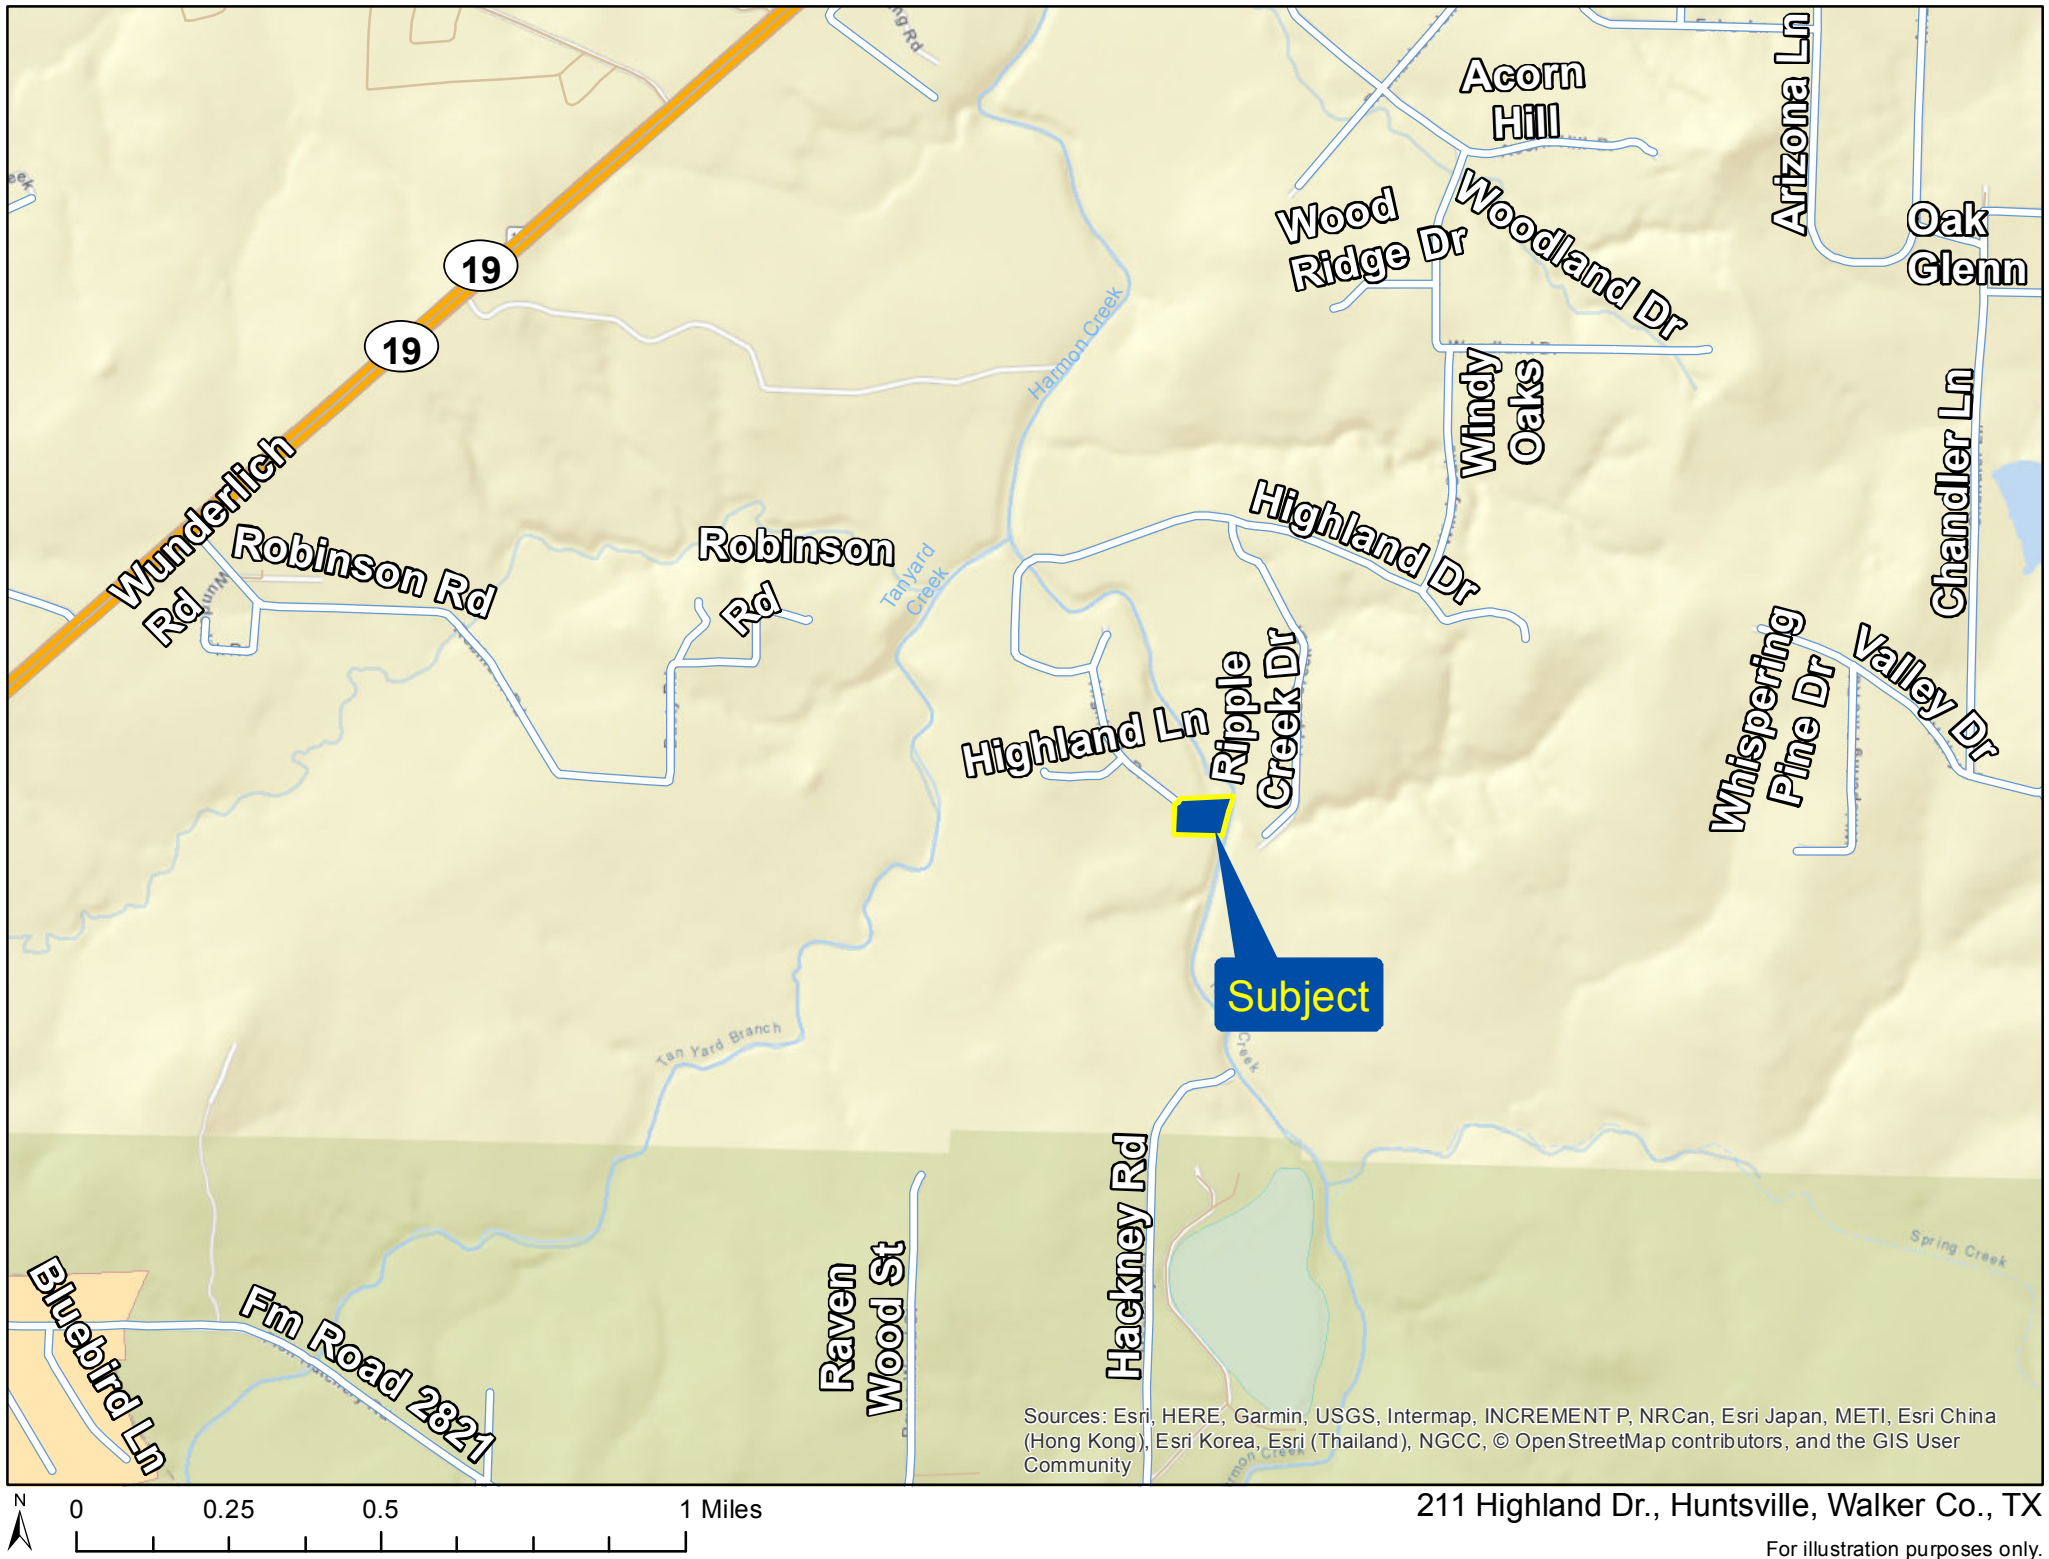 Acorn
Hill
Arizona Ln
Wood
Ridge Dr
Woodland Dr
Oak
Glenn
19
19
Harmon Creek
Windy
Oaks
Chandler Ln
Wunderlich
Rd
Robinson Rd
Robinson
Rd
Tanyard
Creek
Highland Dr
Ripple
Creek Dr
Highland Ln
Whispering
Pine Dr
Valley Dr
Subject
Creek
Tan Yard Branch
Hackney Rd
Raven
Wood St
Spring Creek
Bluebird Ln
Fm Road 2821
Sources: Esri, HERE, Garmin, USGS, Intermap, INCREMENT P, NRCan, Esri Japan, METI, Esri China
(Hong Kong), Esri Korea, Esri (Thailand), NGCC, © OpenStreetMap contributors, and the GIS User
Community
N
0 0.25 0.5 1 Miles
211 Highland Dr., Huntsville, Walker Co., TX
For illustration purposes only.